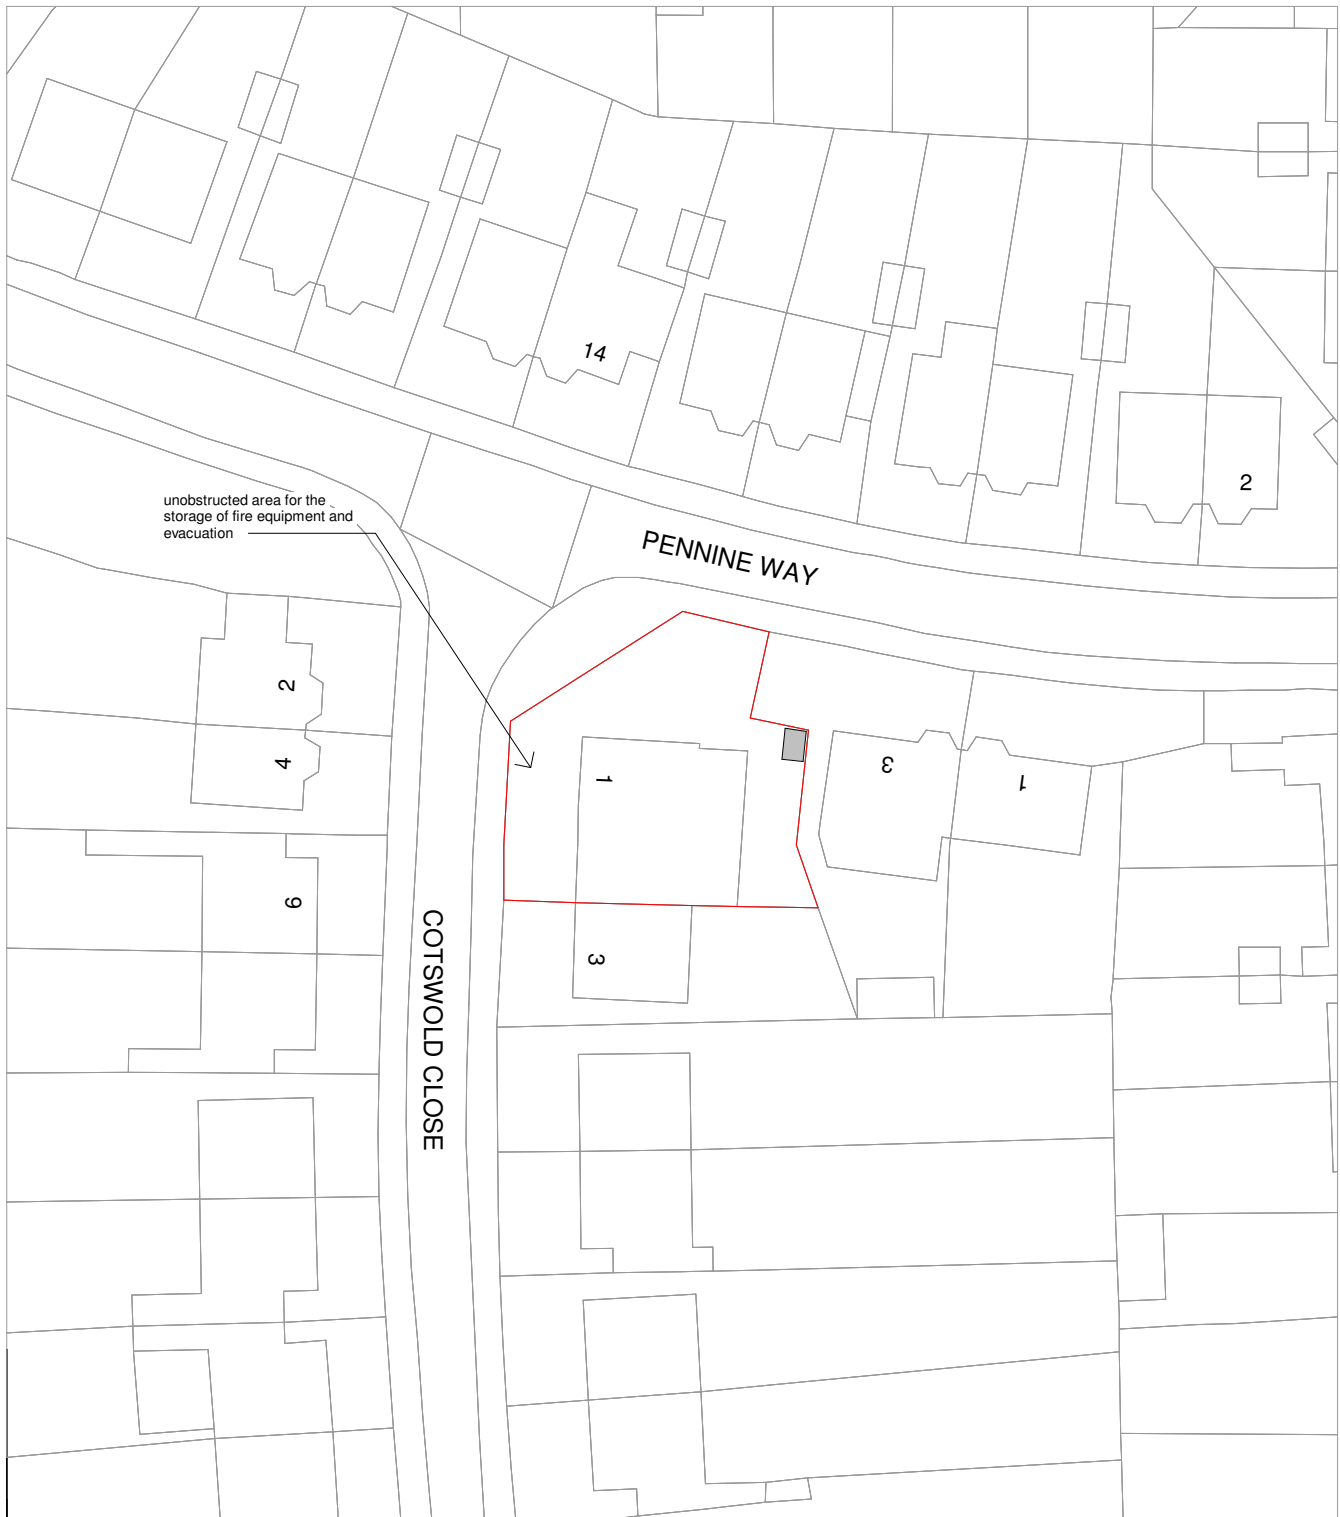 14
2
unobstructed area for the
storage of fire equipment and
evacuation
PENNINE WAY
2
4
1
3
1
6
COTSWOLD CLOSE
3